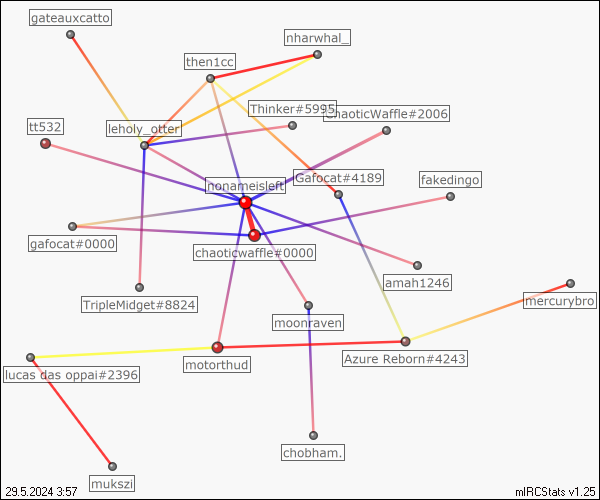 gateauxcatto
nharwhal_
then1cc
Thinker#5995
ChaoticWaffle#2006
tt532
leholy_otter
nonameisleft
Gafocat#4189
fakedingo
gafocat#0000
chaoticwaffle#0000
amah1246
TripleMidget#8824
mercurybro
moonraven
motorthud
Azure Reborn#4243
lucas das oppai#2396
chobham.
mukszi
29.5.2024 3:57
mIRCStats v1.25